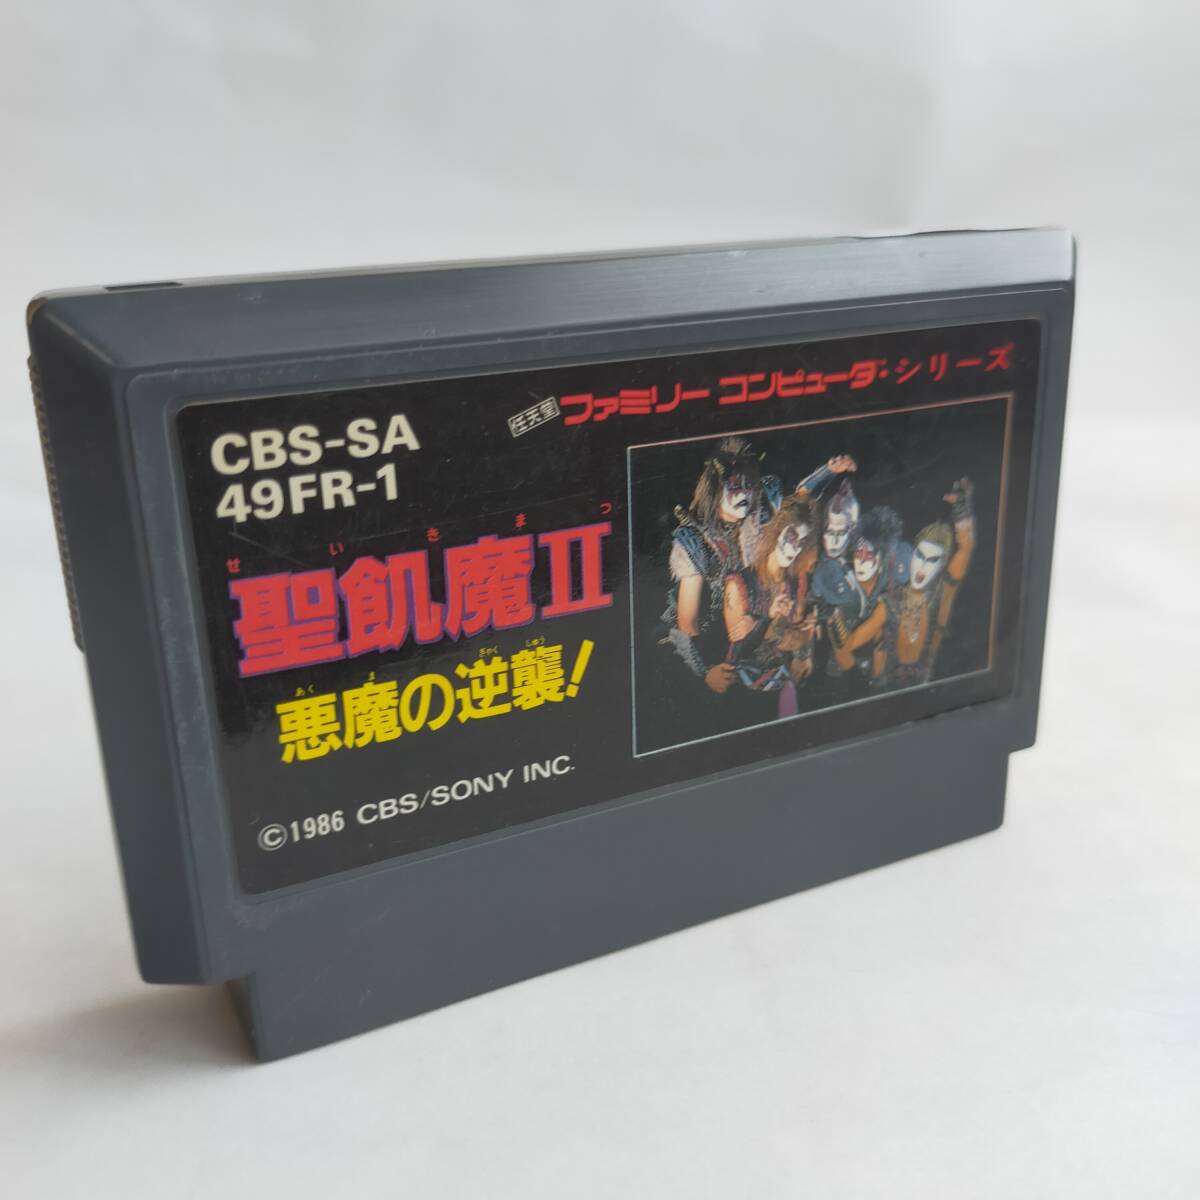 任天堂 ファミリー コンピュータ・シリーズ
CBS-SA
49FR-1
せいきまつ
聖飢魔II
あくま ぎゃくしゅう
悪魔の逆襲!
©1986 CBS/SONY INC.